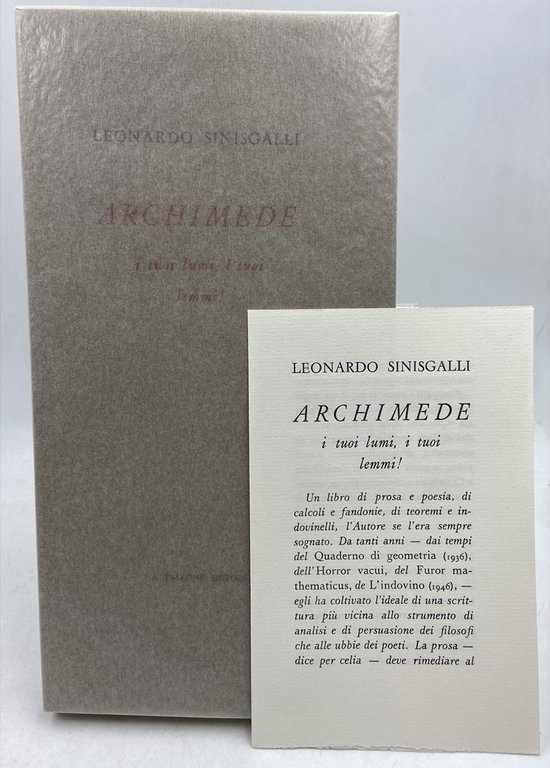 LEONARDO SINISGALLI
ARCHIMEDE
i tuoi lumi, i tuoi
lemmi!
A. TALLONE, EDITORE
LEONARDO SINISGALLI
ARCHIMEDE
i tuoi lumi, i tuoi
lemmi!
Un libro di prosa e poesia, di
calcoli e fandonie, di teoremi e in-
dovinelli, l'Autore se l'era sempre
sognato. Da tanti anni — dai tempi
del Quaderno di geometria (1936),
dell'Horror vacui, del Furor ma-
thematicus, de L'indovino (1946), —
egli ha coltivato l'ideale di una scrit-
tura più vicina allo strumento di
analisi e di persuasione dei filosofi
che alle ubbie dei poeti. La prosa —
dice per celia — deve rimediare al